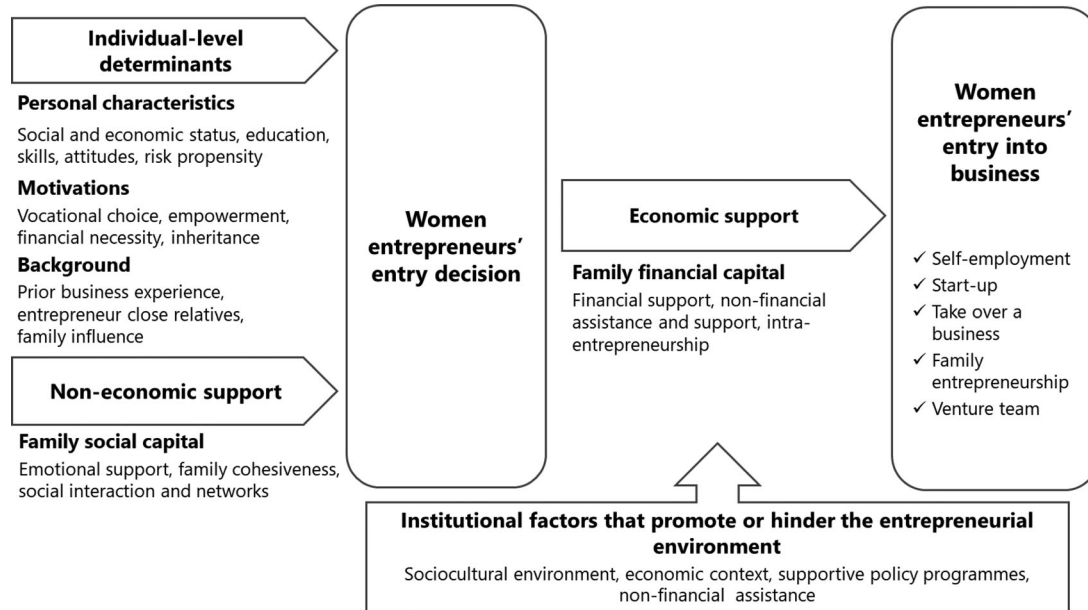 Individual-level
determinants
Personal characteristics
Social and economic status, education,
skills, attitudes, risk propensity
Motivations
Vocational choice, empowerment,
financial necessity, inheritance
Background
Prior business experience,
entrepreneur close relatives,
family influence
Non-economic support
Family social capital
Emotional support, family cohesiveness,
social interaction and networks
Women
entrepreneurs’
entry decision
Economic support
Family financial capital
Financial support, non-financial
assistance and support, intra-
entrepreneurship
Women
entrepreneurs’
entry into
business
✓ Self-employment
✓ Start-up
✓ Take over a
business
✓ Family
entrepreneurship
✓ Venture team
Institutional factors that promote or hinder the entrepreneurial
environment
Sociocultural environment, economic context, supportive policy programmes,
non-financial assistance